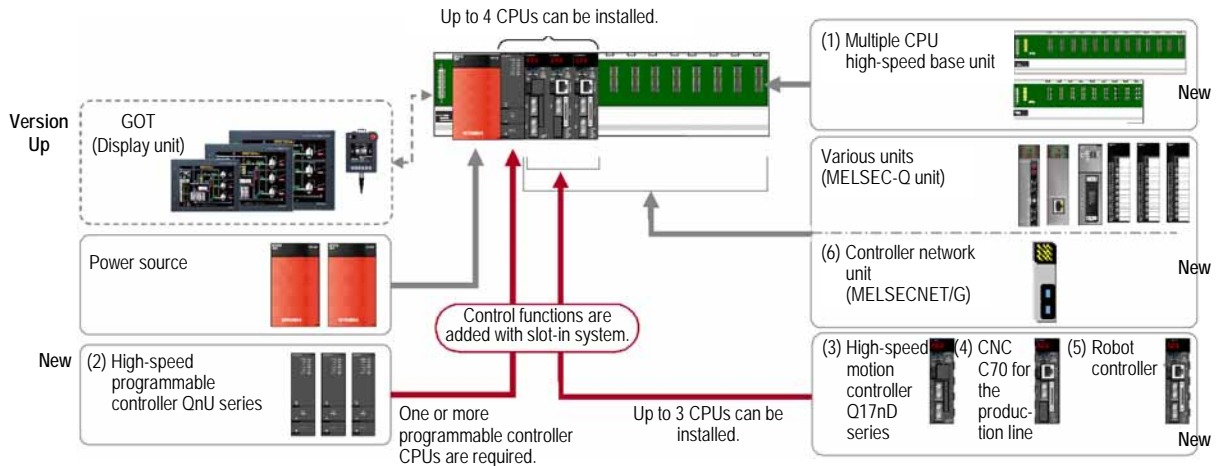 Up to 4 CPUs can be installed.
(1) Multiple CPU
high-speed base unit
New
Version
Up
GOT
(Display unit)
Various units
(MELSEC-Q unit)
Power source
(6) Controller network
unit
(MELSECNET/G)
New
Control functions are
added with slot-in system.
New
(2) High-speed
programmable
controller QnU series
One or more
programmable controller
CPUs are required.
Up to 3 CPUs can be
installed.
(3) High-speed
motion
controller
Q17nD
series
(4) CNC
C70 for
the
produc-
tion line
(5) Robot
controller
New